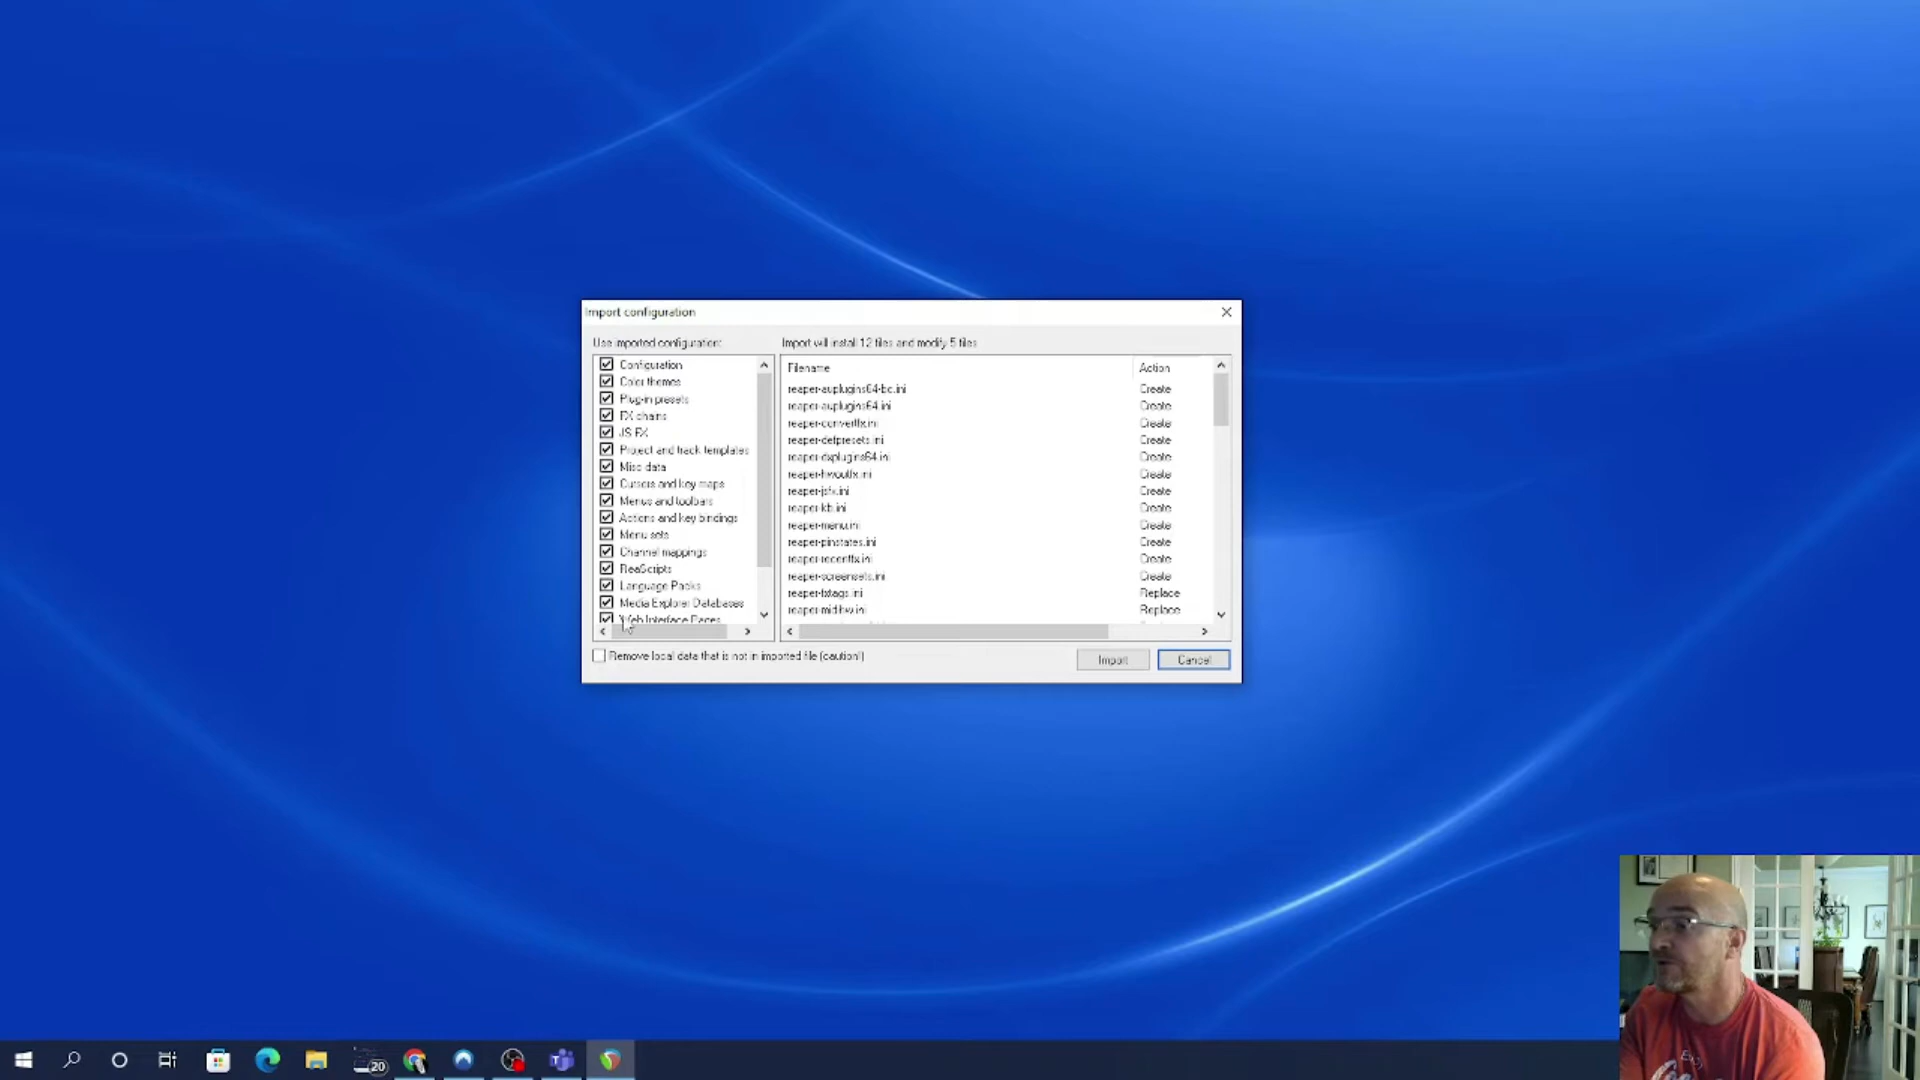 Import configuration
Use imported configuration:
Import will install 12 files and modify 5 files
Configuration
Color themes
Plug-in presets
FX chains
JS FX
Project and track templates
Misc data
Cursors and key maps
Menus and toolbars
Actions and key bindings
Menu sets
Channel mappings
ReaScripts
Language Packs
Media Explorer Databases
Web Interface Pages
Filename Action
reaper-auplugins64-bc.ini Create
reaper-auplugins64.ini Create
reaper-convertfx.ini Create
reaper-defpresets.ini Create
reaper-dxplugins64.ini Create
reaper-hwoutfx.ini Create
reaper-jsfx.ini Create
reaper-kb.ini Create
reaper-menu.ini Create
reaper-pinstates.ini Create
reaper-recentfx.ini Create
reaper-screensets.ini Create
reaper-fxtags.ini Replace
reaper-midihw.ini Replace
Remove local data that is not in imported file (caution!)
Import
Cancel
20